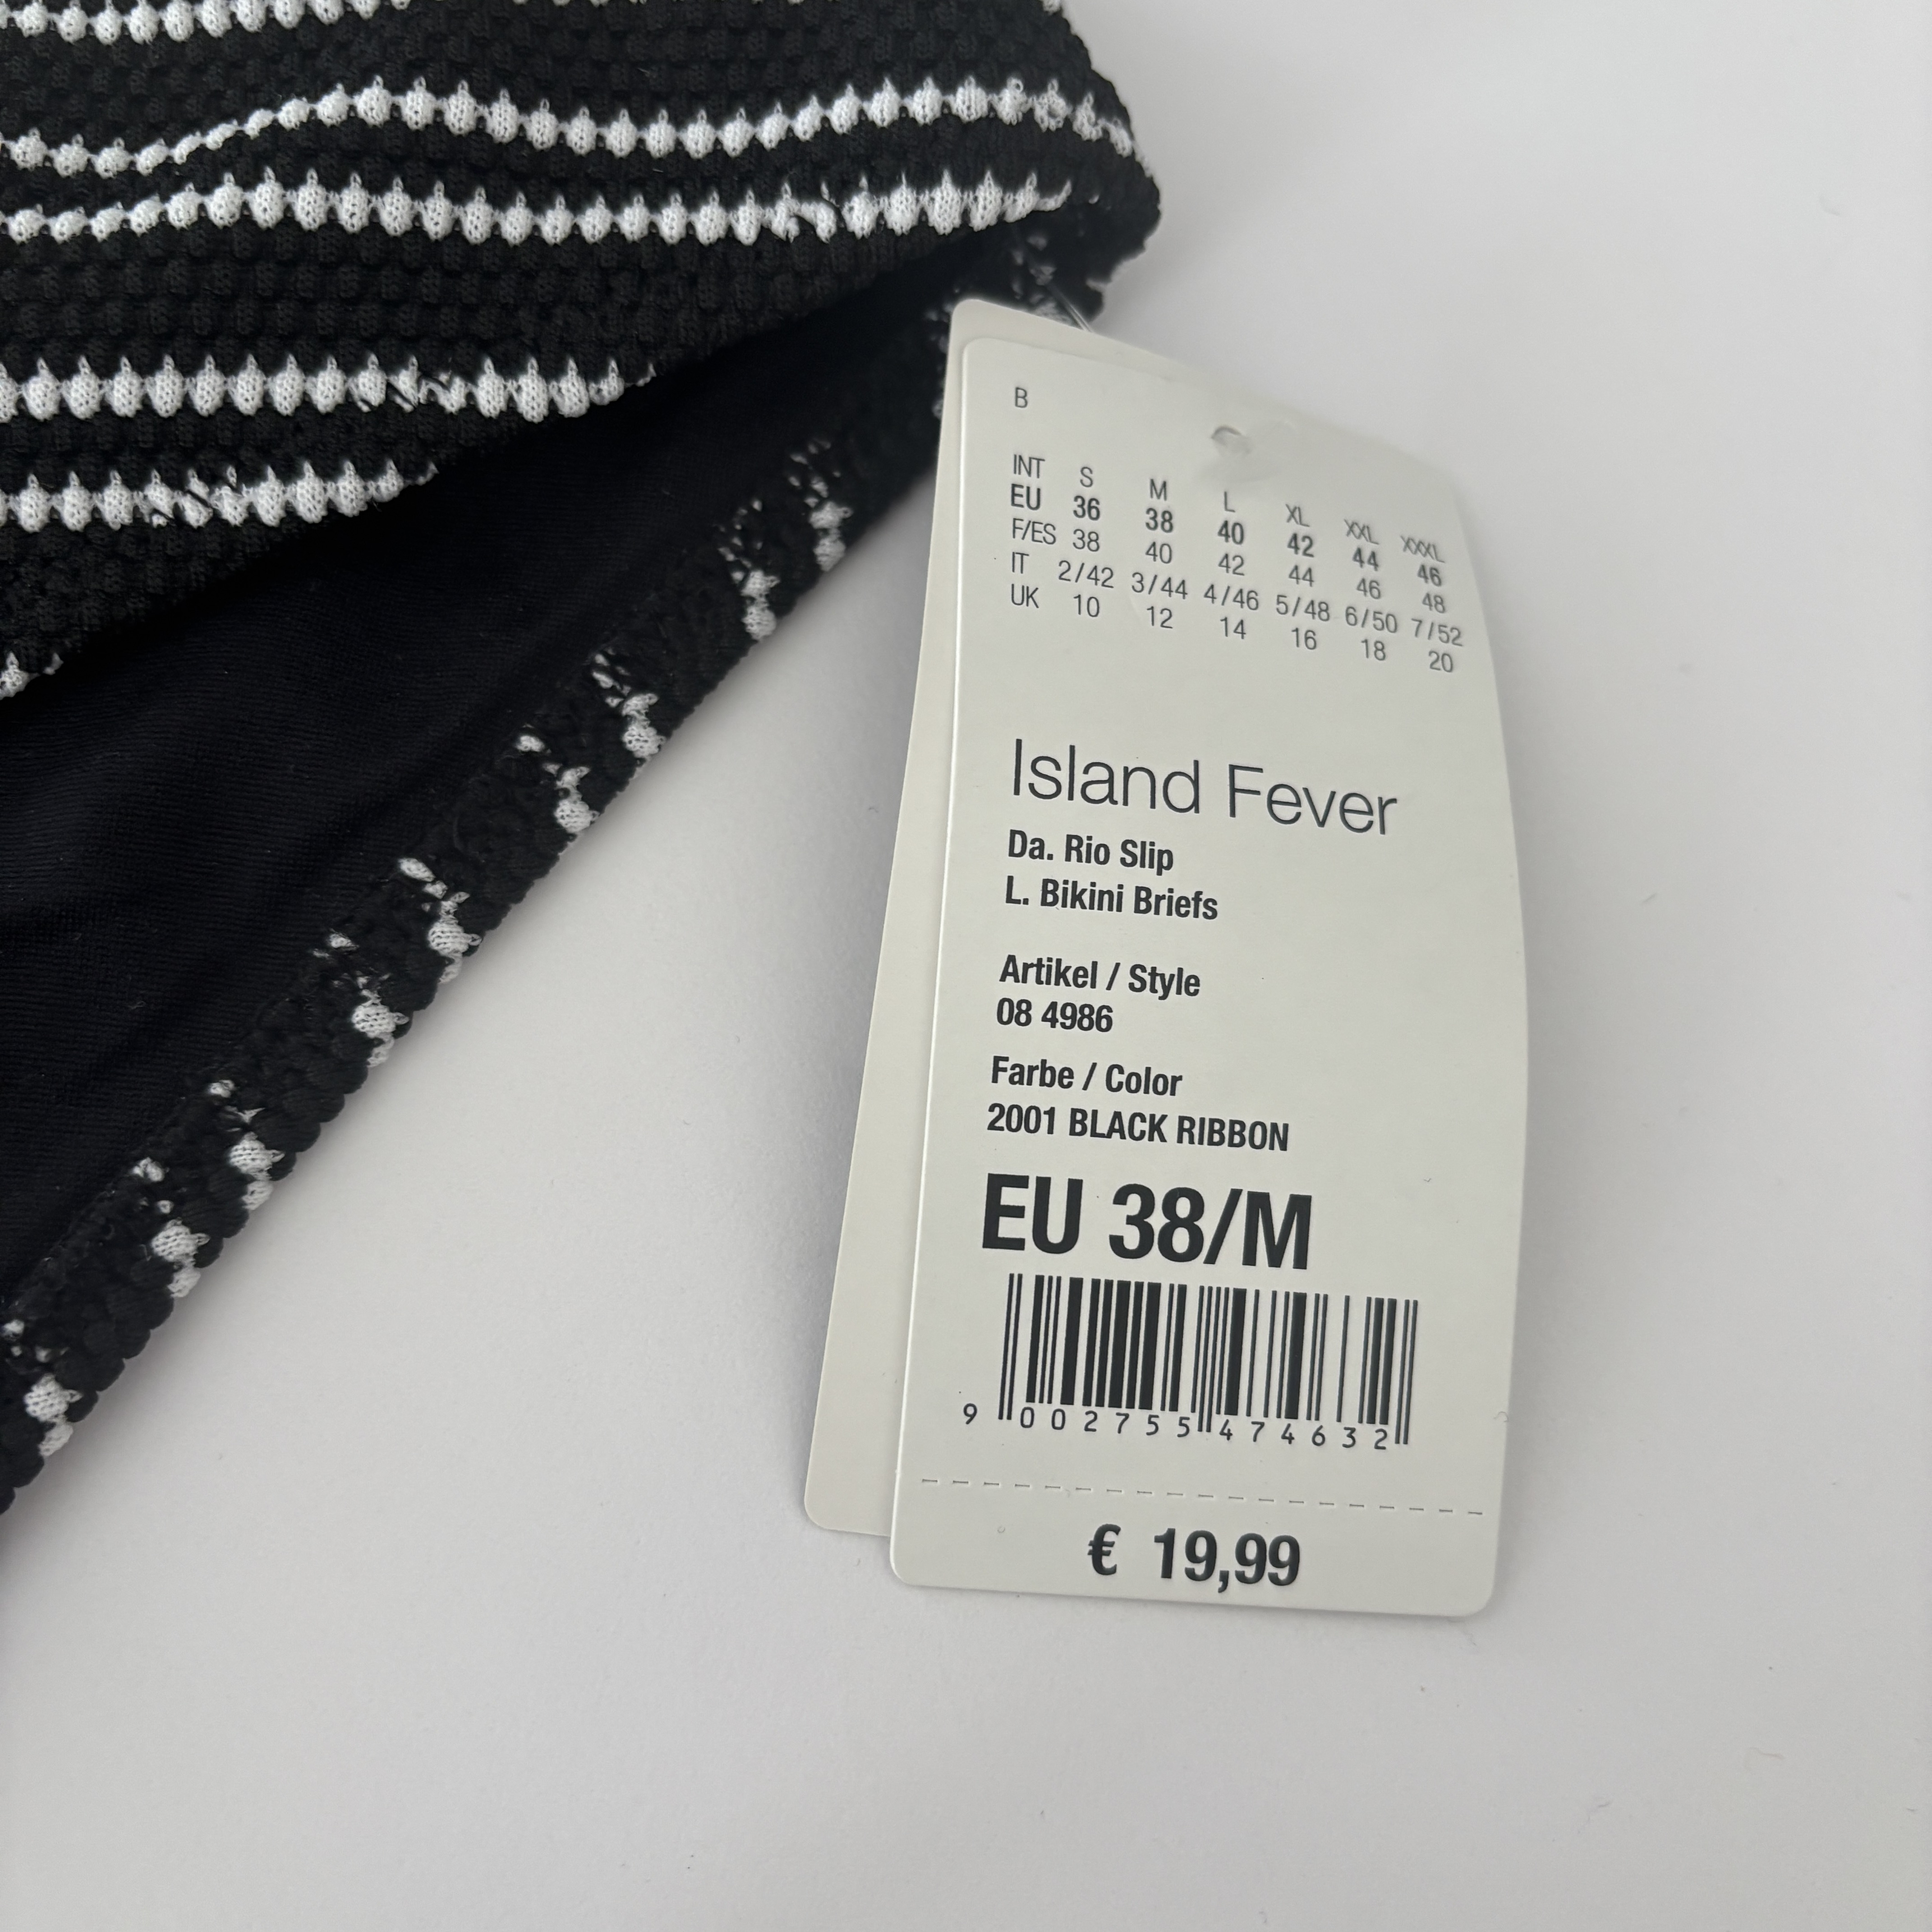 B
INT S M L XL XXL XXXL
EU 36 38 40 42 44 46
F/ES 38 40 42 44 46 48
IT 2/42 3/44 4/46 5/48 6/50 7/52
UK 10 12 14 16 18 20
Island Fever
Da. Rio Slip
L. Bikini Briefs
Artikel / Style
08 4986
Farbe / Color
2001 BLACK RIBBON
EU 38/M
9 002755 474632
€ 19,99